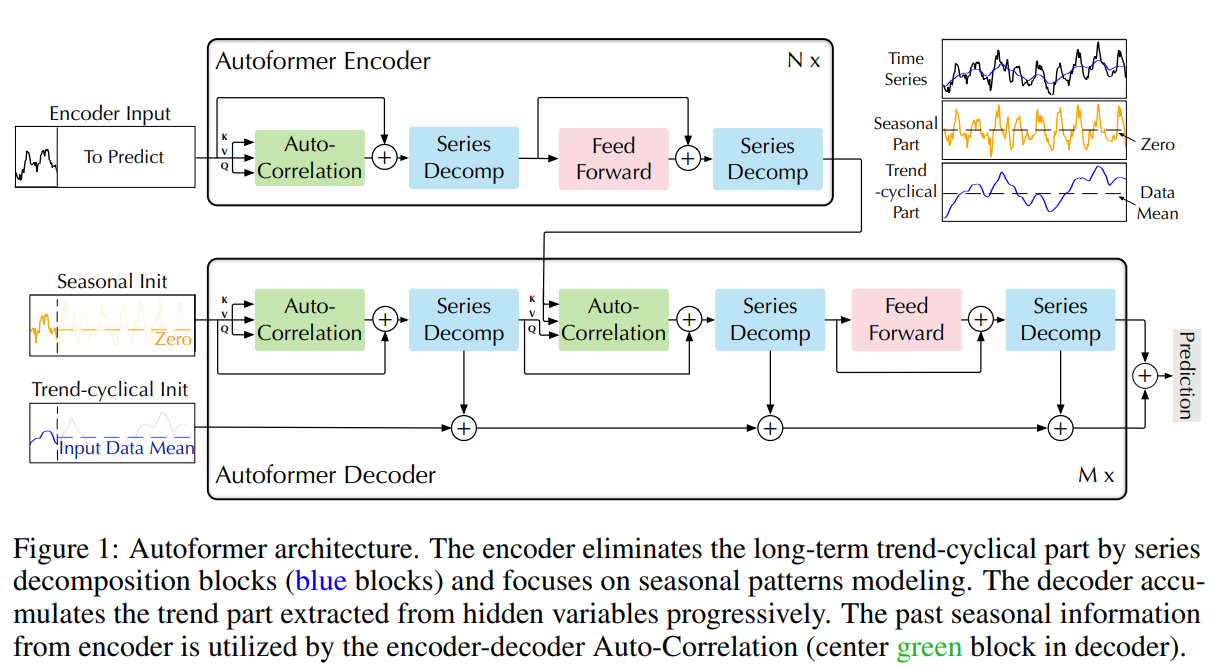 Autoformer Encoder
N x
Encoder Input
To Predict
K
V
Q
Auto-
Correlation
+
Series
Decomp
Feed
Forward
+
Series
Decomp
Time
Series
Seasonal
Part
Zero
Trend
-cyclical
Part
Data
Mean
Seasonal Init
Zero
Trend-cyclical Init
Input Data Mean
K
V
Q
Auto-
Correlation
+
Series
Decomp
K
V
Q
Auto-
Correlation
+
Series
Decomp
Feed
Forward
+
Series
Decomp
+
+
+
+
Prediction
Autoformer Decoder
M x
Figure 1: Autoformer architecture. The encoder eliminates the long-term trend-cyclical part by series
decomposition blocks (blue blocks) and focuses on seasonal patterns modeling. The decoder accu-
mulates the trend part extracted from hidden variables progressively. The past seasonal information
from encoder is utilized by the encoder-decoder Auto-Correlation (center green block in decoder).